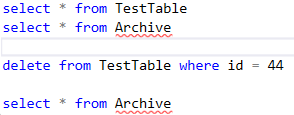 select * from TestTable
select * from Archive
delete from TestTable where id = 44
select * from Archive